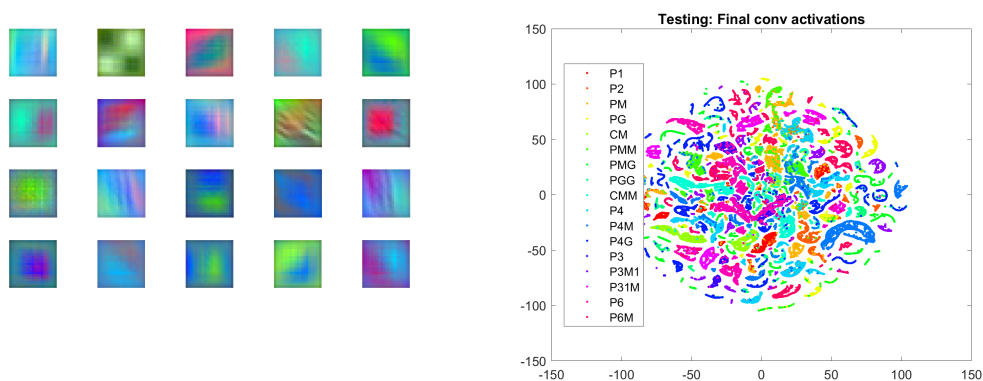 Testing: Final conv activations
150
100
50
0
-50
-100
-150
P1
P2
PM
PG
CM
PMM
PMG
PGG
CMM
P4
P4M
P4G
P3
P3M1
P31M
P6
P6M
-150 -100 -50 0 50 100 150